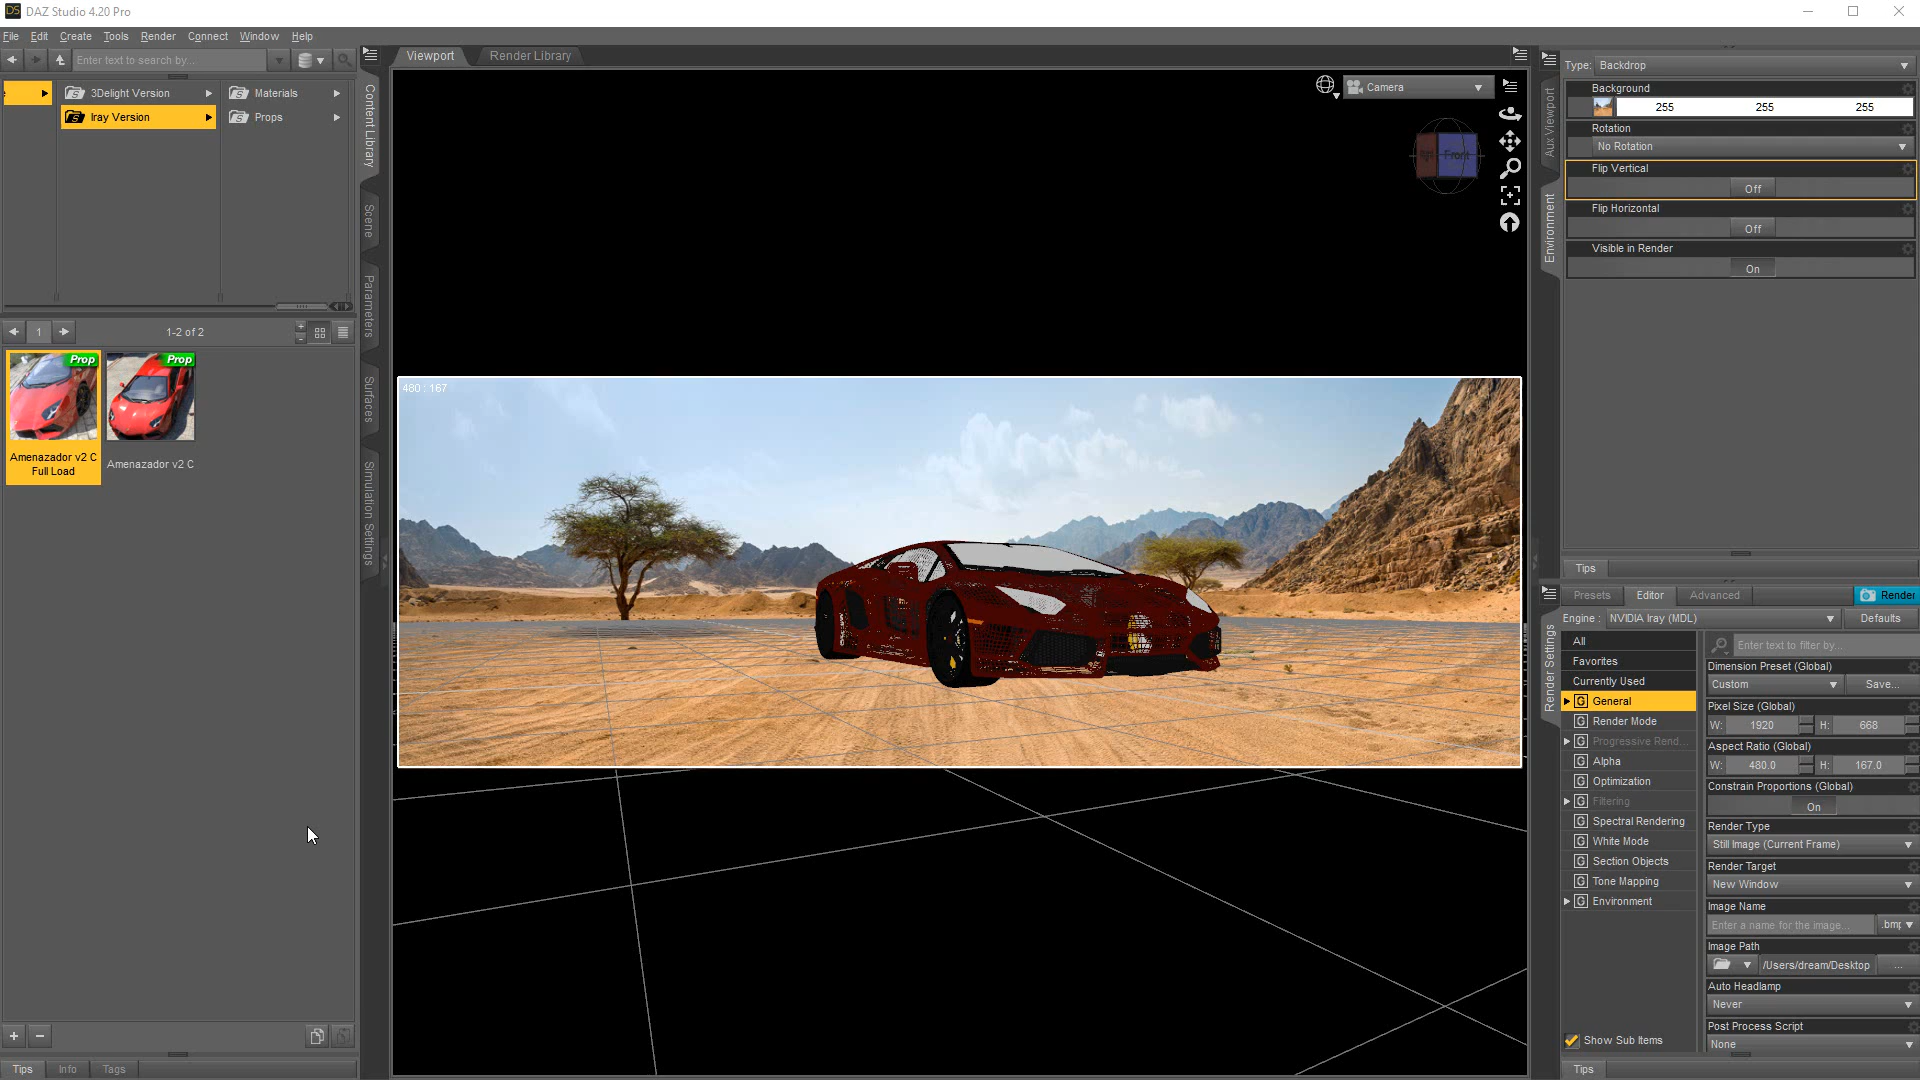 DAZ Studio 4.20 Pro
File Edit Create Tools Render Connect Window Help
Enter text to search by...
3Delight Version
Materials
Iray Version
Props
1
1-2 of 2
Prop
Prop
Amenazador v2 C
Full Load
Amenazador v2 C
Tips
Info
Tags
Content Library
Scene
Parameters
Surfaces
Simulation Settings
Viewport
Render Library
Camera
Front
480 : 167
Aux Viewport
Environment
Type: Backdrop
Background
255 255 255
Rotation
No Rotation
Flip Vertical
Off
Flip Horizontal
Off
Visible in Render
On
Tips
Render Settings
Presets
Editor
Advanced
Render
Engine : NVIDIA Iray (MDL)
Defaults
All
Favorites
Currently Used
G General
G Render Mode
G Progressive Rend...
G Alpha
G Optimization
G Filtering
G Spectral Rendering
G White Mode
G Section Objects
G Tone Mapping
G Environment
Show Sub Items
Enter text to filter by...
Dimension Preset (Global)
Custom
Save...
Pixel Size (Global)
W: 1920 H: 668
Aspect Ratio (Global)
W: 480.0 H: 167.0
Constrain Proportions (Global)
On
Render Type
Still Image (Current Frame)
Render Target
New Window
Image Name
Enter a name for the image...
Image Path
/Users/dream/Desktop
...
Auto Headlamp
Never
Post Process Script
None
Tips